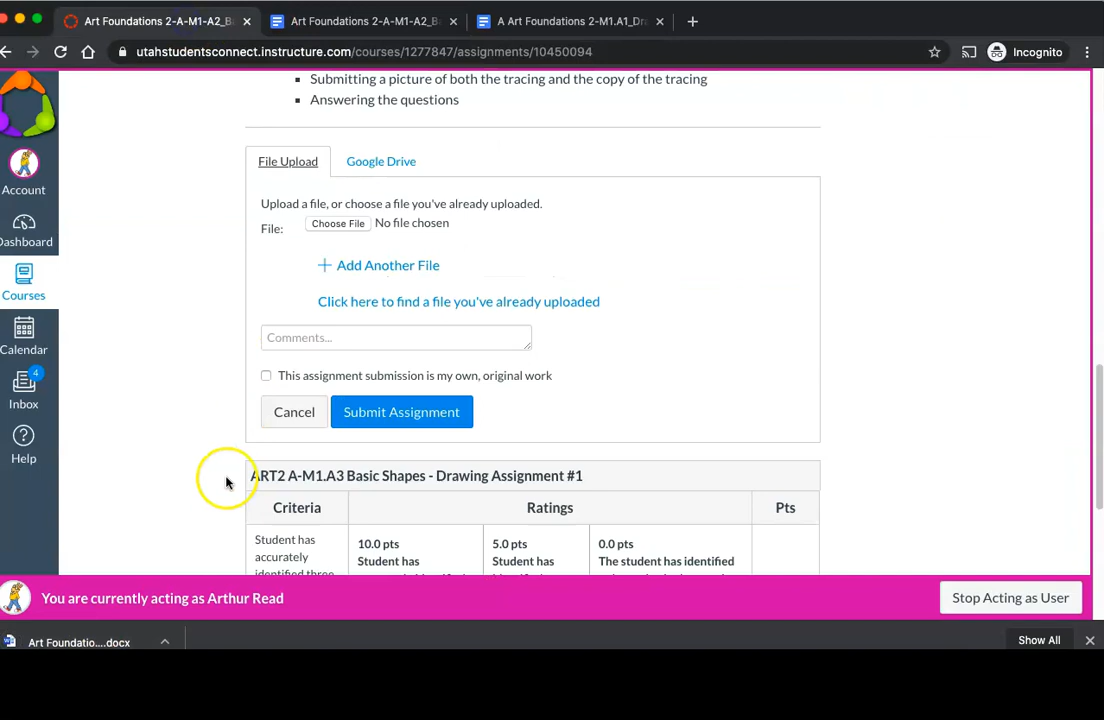 Art Foundations 2-A-M1-A2_B
Art Foundations 2-A-M1-A2_B
A Art Foundations 2-M1.A1_Dr
utahstudentsconnect.instructure.com/courses/1277847/assignments/10450094
Incognito
Submitting a picture of both the tracing and the copy of the tracing
Answering the questions
File Upload
Google Drive
Upload a file, or choose a file you've already uploaded.
File: Choose File No file chosen
Add Another File
Click here to find a file you've already uploaded
Comments...
This assignment submission is my own, original work
Cancel
Submit Assignment
ART2 A-M1.A3 Basic Shapes - Drawing Assignment #1
Criteria Ratings Pts
Student has
accurately
identified three
10.0 pts
Student has
5.0 pts
Student has
0.0 pts
The student has identified
Account
Dashboard
Courses
Calendar
4
Inbox
Help
You are currently acting as Arthur Read
Stop Acting as User
Art Foundatio....docx
Show All